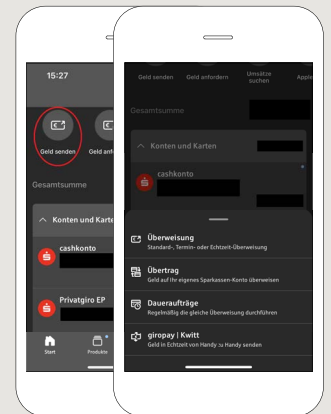 15:27
Geld senden
Geld anf
Gesamtsumme
Konten und Karte
cashkonto
Privatgiro EP
Start
Produkte
Geld senden
Geld anfordern
Umsätze
suchen
Apple
Gesamtsumme
Konten und Karten
cashkonto
Überweisung
Standard-, Termin- oder Echtzeit-Überweisung
Übertrag
Geld auf Ihr eigenes Sparkassen-Konto überweisen
Daueraufträge
Regelmäßig die gleiche Überweisung durchführen
giropay | Kwitt
Geld in Echtzeit von Handy zu Handy senden